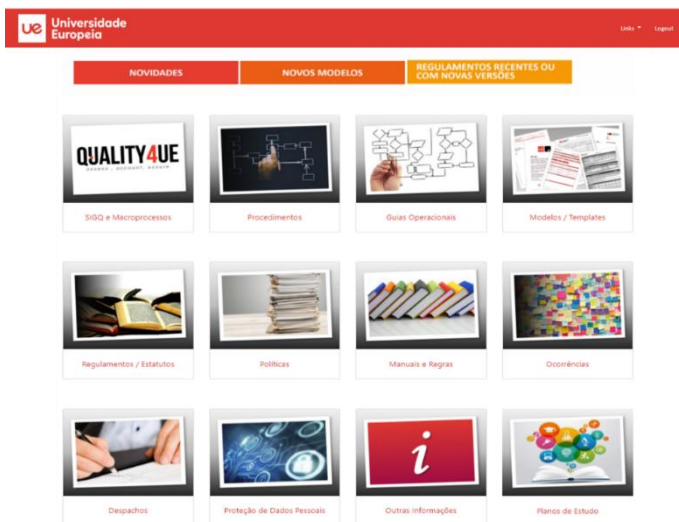 ue Universidade
Europeia
Links
Logout
NOVIDADES
NOVOS MODELOS
REGULAMENTOS RECENTES OU
COM NOVAS VERSÕES
QUALITY4UE
SIGQ e Macroprocessos
Procedimentos
Guias Operacionais
Modelos / Templates
Regulamentos / Estatutos
Políticas
Manuais e Regras
Ocorrências
i
Despachos
Proteção de Dados Pessoais
Outras Informações
Planos de Estudo